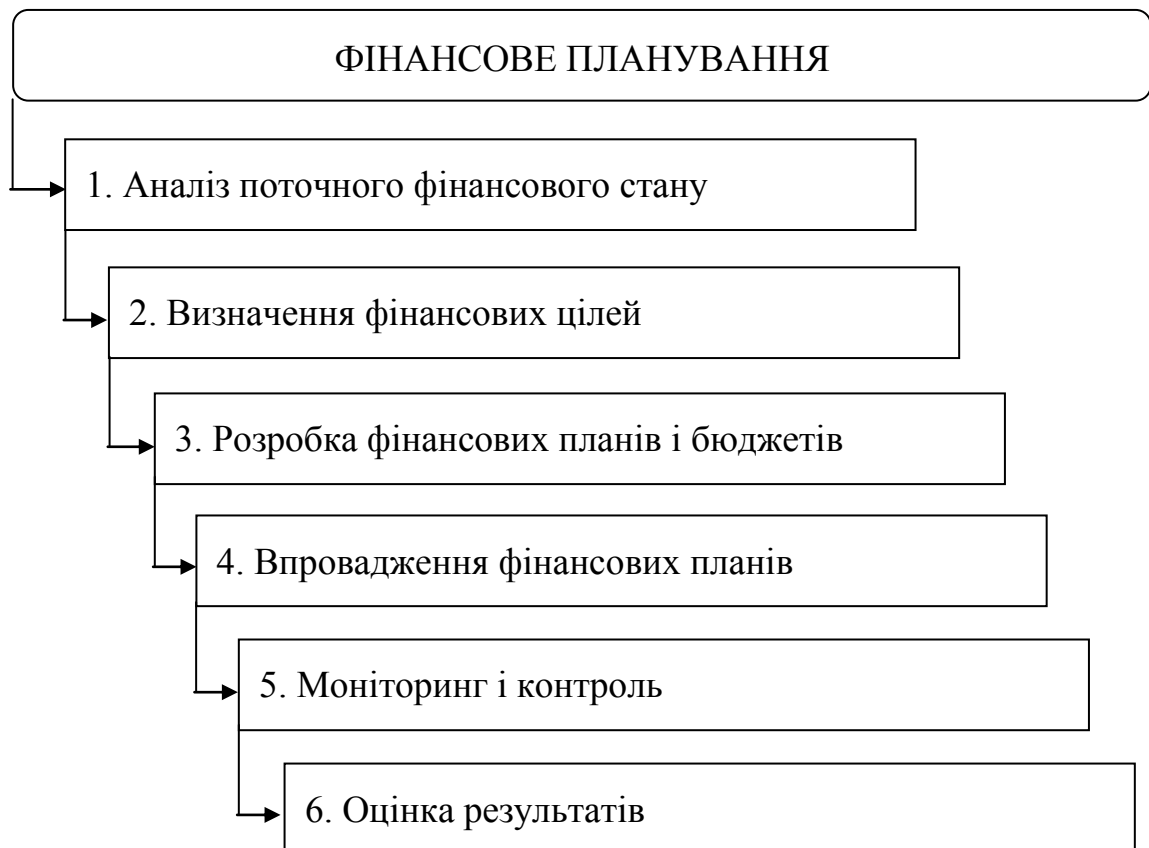 ФІНАНСОВЕ ПЛАНУВАННЯ
1. Аналіз поточного фінансового стану
2. Визначення фінансових цілей
3. Розробка фінансових планів і бюджетів
4. Впровадження фінансових планів
5. Моніторинг і контроль
6. Оцінка результатів